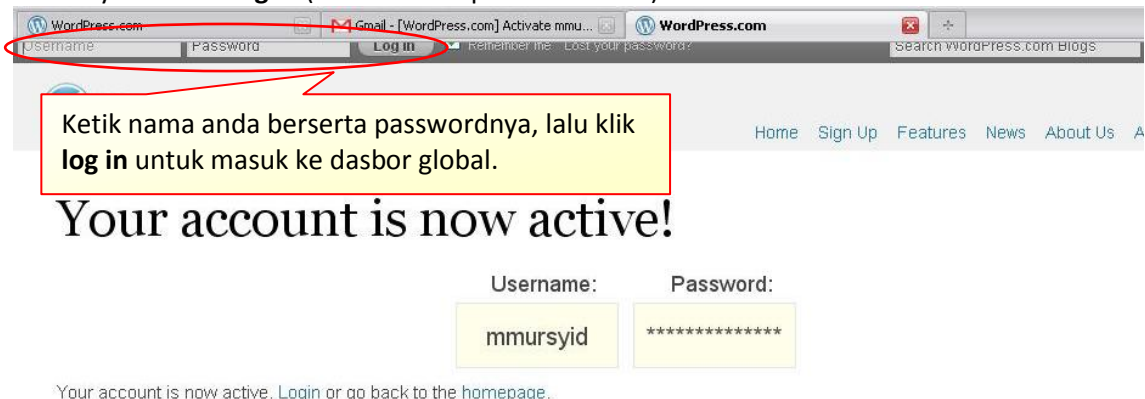 WordPress.com
Gmail - [WordPress.com] Activate mmu...
WordPress.com
Username
Password
Log in
Remember me
Lost your password?
Search WordPress.com Blogs
Ketik nama anda berserta passwordnya, lalu klik
log in untuk masuk ke dasbor global.
Home Sign Up Features News About Us A
Your account is now active!
Username: Password:
mmursyid **************
Your account is now active. Login or go back to the homepage.